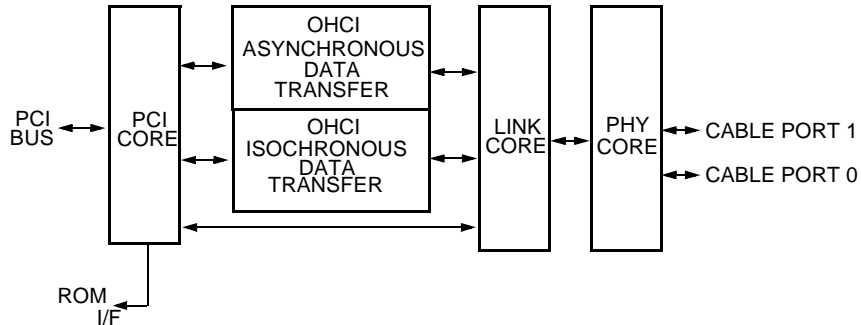 OHCI
ASYNCHRONOUS
DATA
TRANSFER
PCI
BUS
PCI
CORE
OHCI
ISOCHRONOUS
DATA
TRANSFER
LINK
CORE
PHY
CORE
CABLE PORT 1
CABLE PORT 0
ROM
I/F